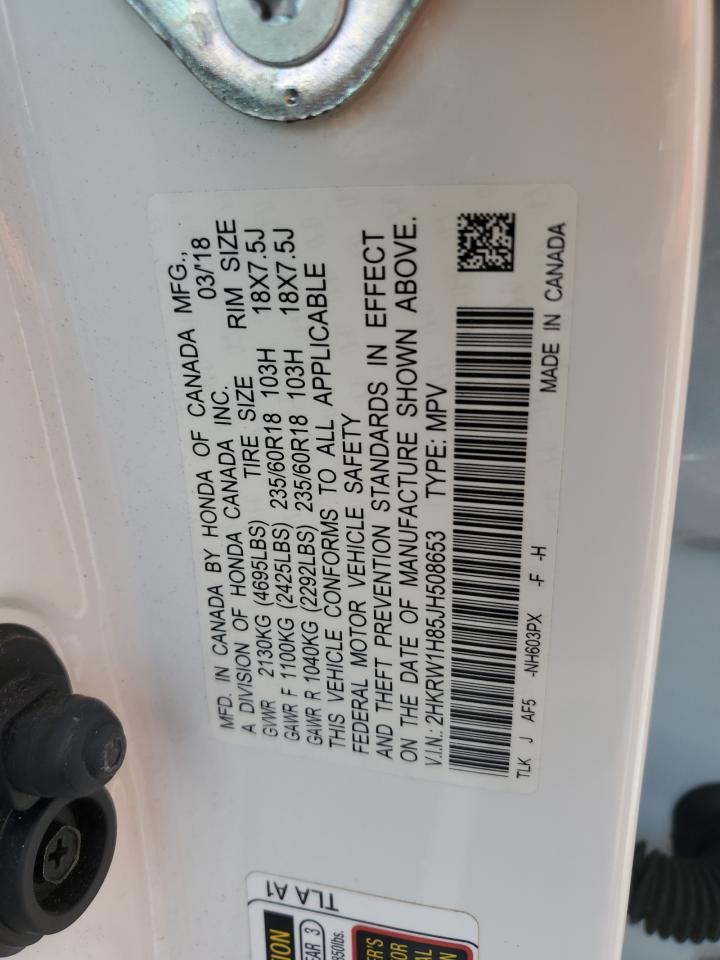 MFD. IN CANADA BY HONDA OF CANADA MFG.,
A DIVISION OF HONDA CANADA INC. 03/'18
GVWR 2130KG (4695LBS) TIRE SIZE RIM SIZE
GAWR F 1100KG (2425LBS) 235/60R18 103H 18X7.5J
GAWR R 1040KG (2292LBS) 235/60R18 103H 18X7.5J
THIS VEHICLE CONFORMS TO ALL APPLICABLE
FEDERAL MOTOR VEHICLE SAFETY
AND THEFT PREVENTION STANDARDS IN EFFECT
ON THE DATE OF MANUFACTURE SHOWN ABOVE.
V.I.N.: 2HKRW1H85JH508653 TYPE: MPV
TLK J AF5 -NH603PX -F -H MADE IN CANADA
TLA A1